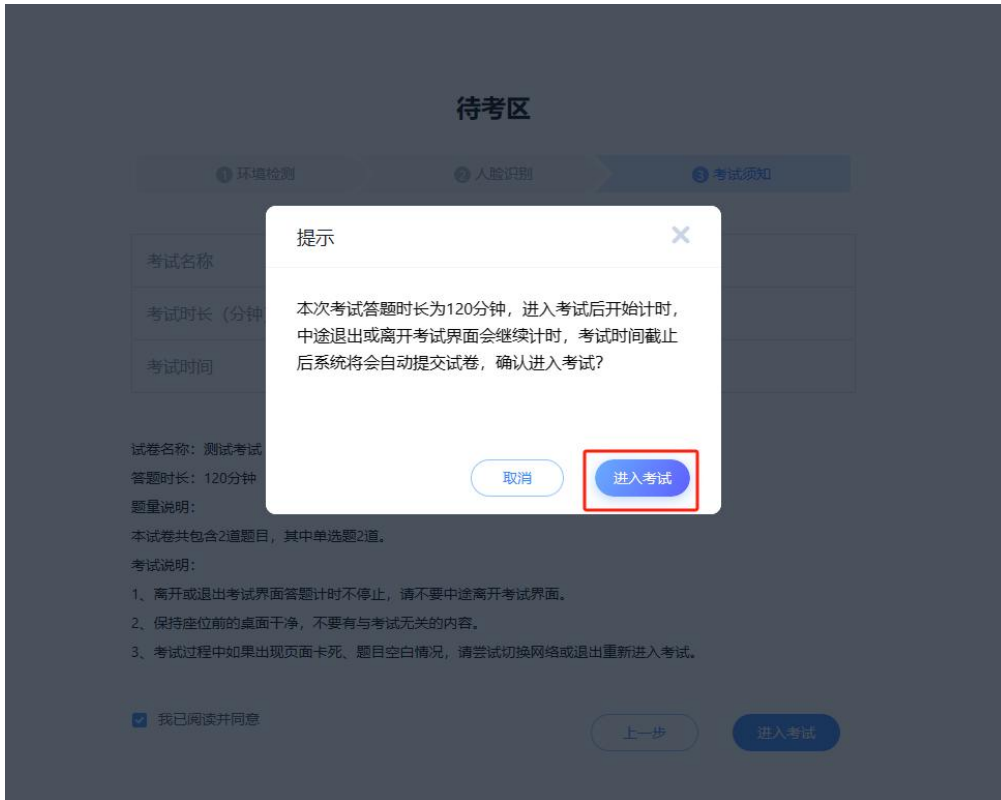 待考区
1 环境检测
2 人脸识别
3 考试须知
提示
考试名称
考试时长（分钟
考试时间
本次考试答题时长为120分钟，进入考试后开始计时，
中途退出或离开考试界面会继续计时，考试时间截止
后系统将会自动提交试卷，确认进入考试？
取消
进入考试
试卷名称：测试考试
答题时长：120分钟
题量说明：
本试卷共包含2道题目，其中单选题2道。
考试说明：
1、离开或退出考试界面答题计时不停止，请不要中途离开考试界面。
2、保持座位前的桌面干净，不要有与考试无关的内容。
3、考试过程中如果出现页面卡死、题目空白情况，请尝试切换网络或退出重新进入考试。
我已阅读并同意
上一步
进入考试